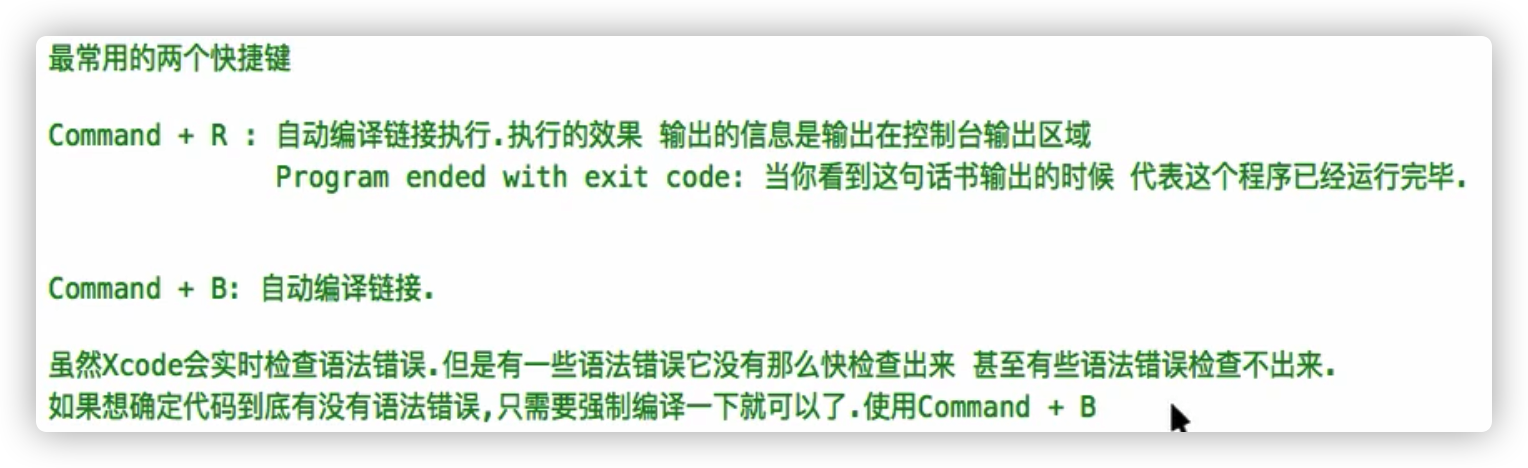 最常用的两个快捷键
Command + R : 自动编译链接执行.执行的效果 输出的信息是输出在控制台输出区域
Program ended with exit code: 当你看到这句话书输出的时候 代表这个程序已经运行完毕.
Command + B: 自动编译链接.
虽然Xcode会实时检查语法错误.但是有一些语法错误它没有那么快检查出来 甚至有些语法错误检查不出来.
如果想确定代码到底有没有语法错误,只需要强制编译一下就可以了.使用Command + B